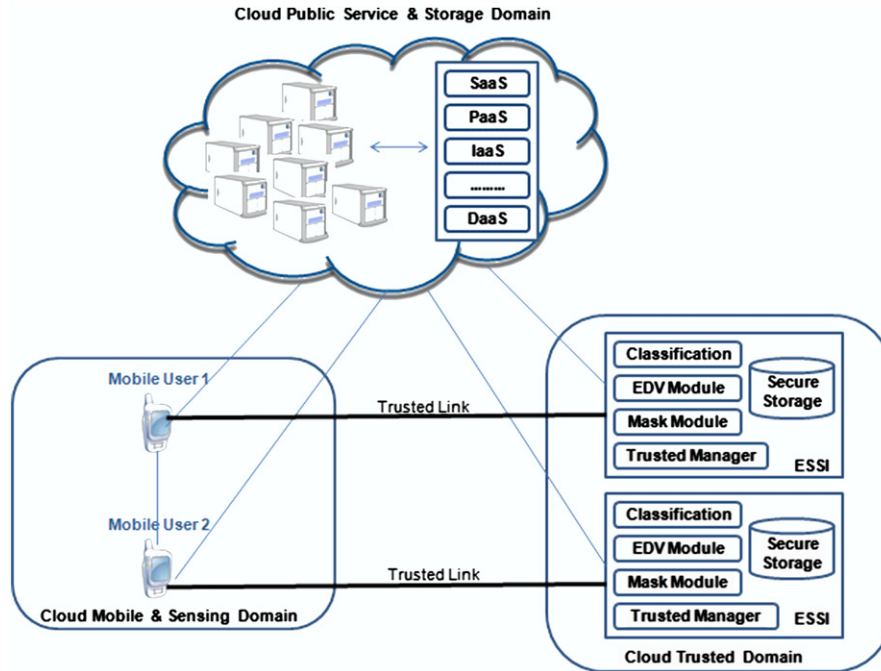 Cloud Public Service & Storage Domain
SaaS
PaaS
IaaS
.........
DaaS
Mobile User 1
Trusted Link
Classification
EDV Module
Mask Module
Trusted Manager
Secure
Storage
ESSI
Mobile User 2
Trusted Link
Cloud Mobile & Sensing Domain
Classification
EDV Module
Mask Module
Trusted Manager
Secure
Storage
ESSI
Cloud Trusted Domain